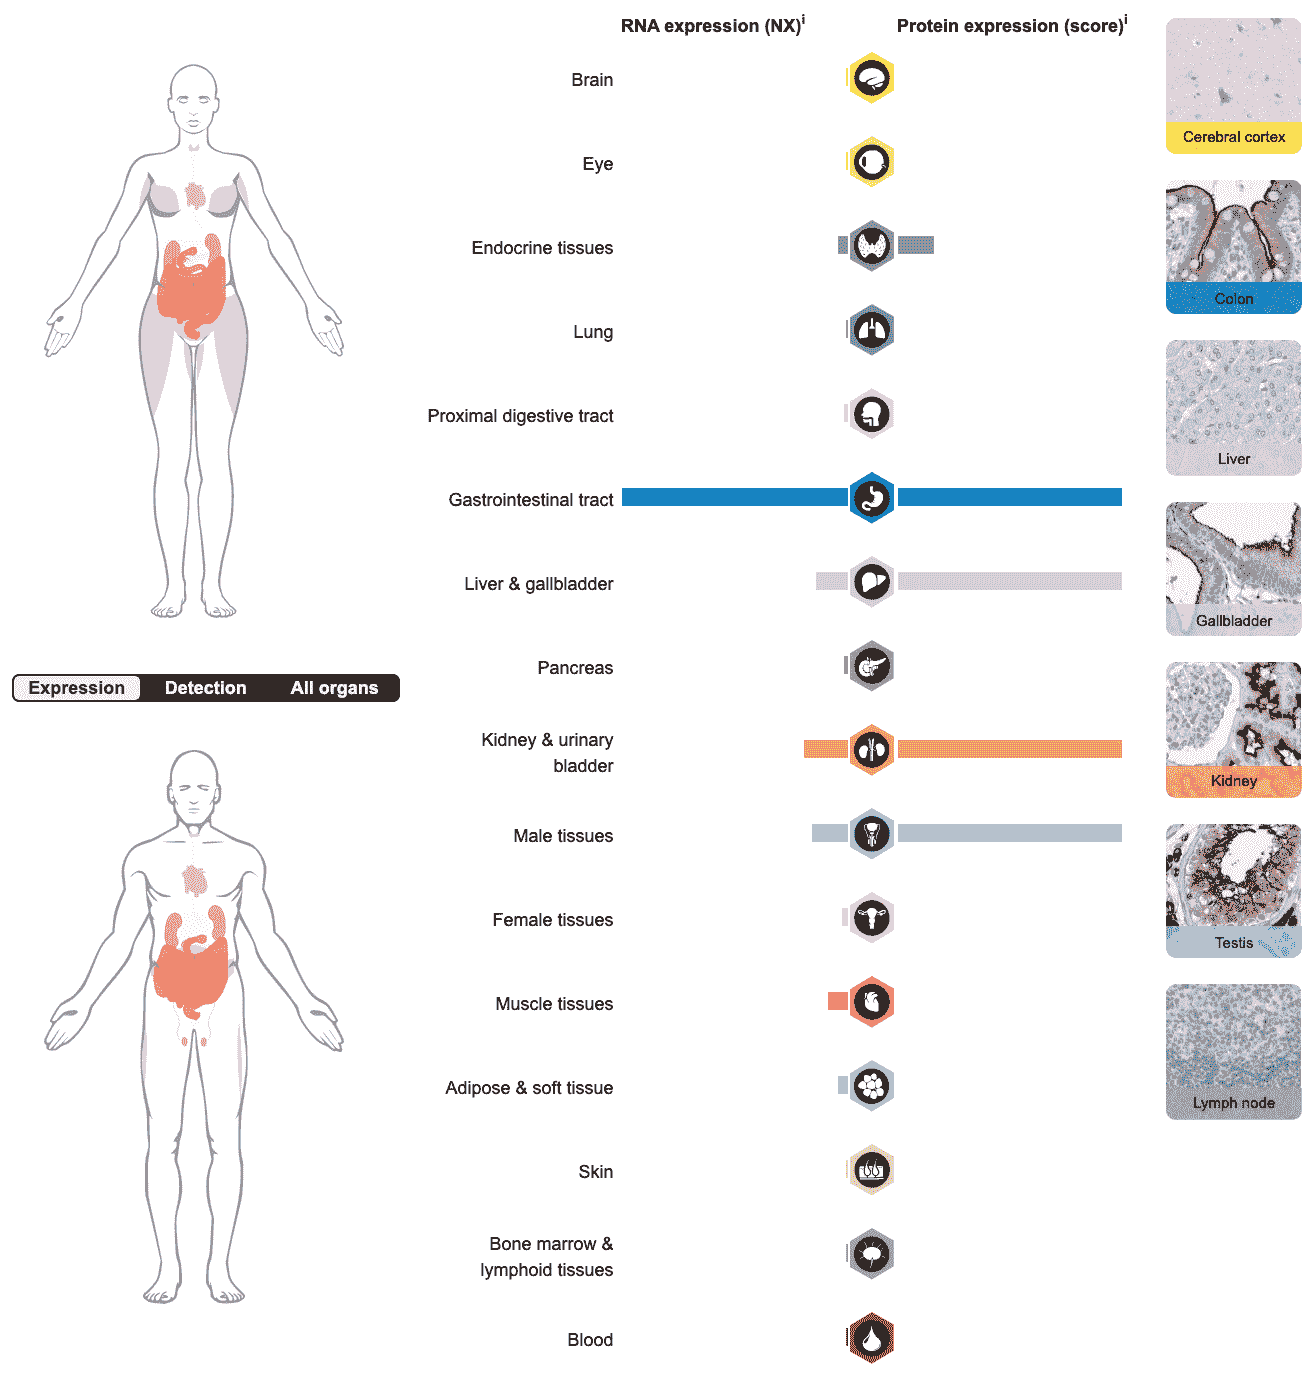 RNA expression (NX)i
Protein expression (score)i
Brain
Eye
Endocrine tissues
Lung
Proximal digestive tract
Gastrointestinal tract
Liver & gallbladder
Pancreas
Kidney & urinary
bladder
Male tissues
Female tissues
Muscle tissues
Adipose & soft tissue
Skin
Bone marrow &
lymphoid tissues
Blood
Expression
Detection
All organs
Cerebral cortex
Colon
Liver
Gallbladder
Kidney
Testis
Lymph node